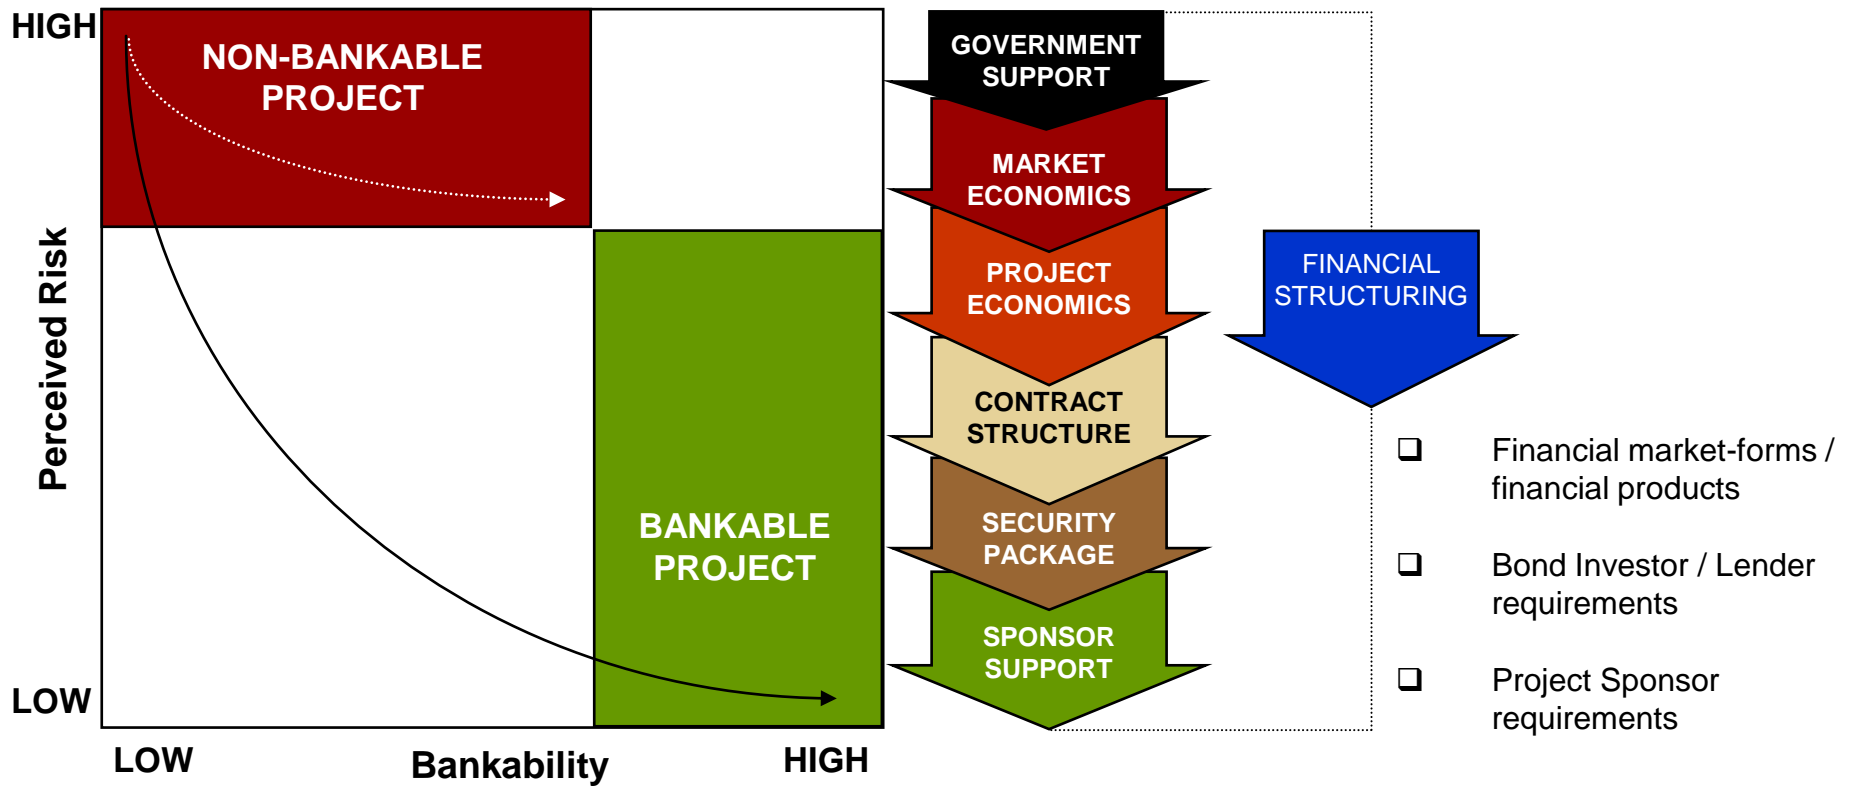 HIGH
NON-BANKABLE
PROJECT
Perceived Risk
BANKABLE
PROJECT
LOW
LOW
Bankability
HIGH
GOVERNMENT
SUPPORT
MARKET
ECONOMICS
PROJECT
ECONOMICS
CONTRACT
STRUCTURE
SECURITY
PACKAGE
SPONSOR
SUPPORT
FINANCIAL
STRUCTURING
❑ Financial market-forms /
financial products
❑ Bond Investor / Lender
requirements
❑ Project Sponsor
requirements